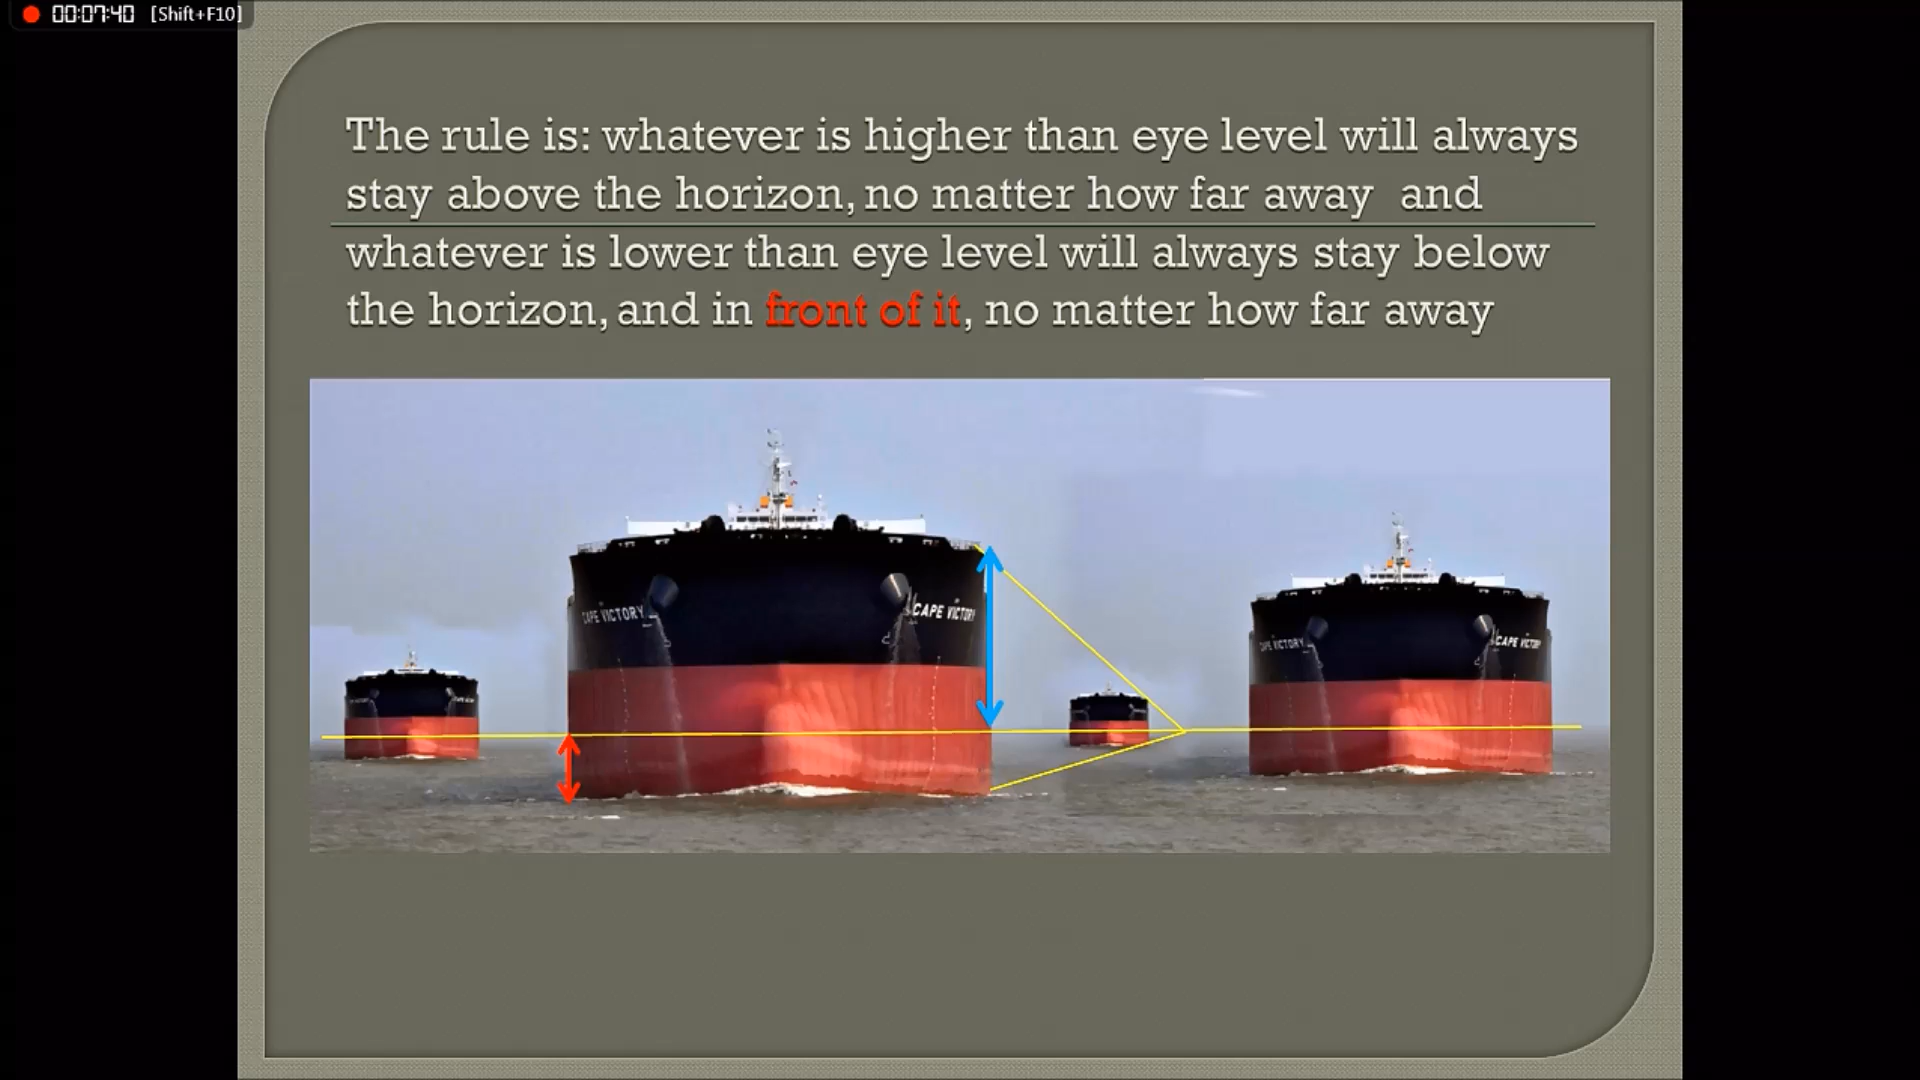 00:07:40 [Shift+F10]
The rule is: whatever is higher than eye level will always
stay above the horizon, no matter how far away and
whatever is lower than eye level will always stay below
the horizon, and in front of it, no matter how far away
CAPE VICTORY CAPE VICTORY
CAPE VICTORY CAPE VICTORY